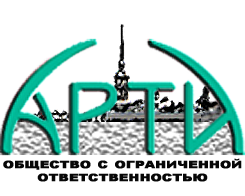 АРТИ
ОБЩЕСТВО С ОГРАНИЧЕННОЙ
ОТВЕТСТВЕННОСТЬЮ